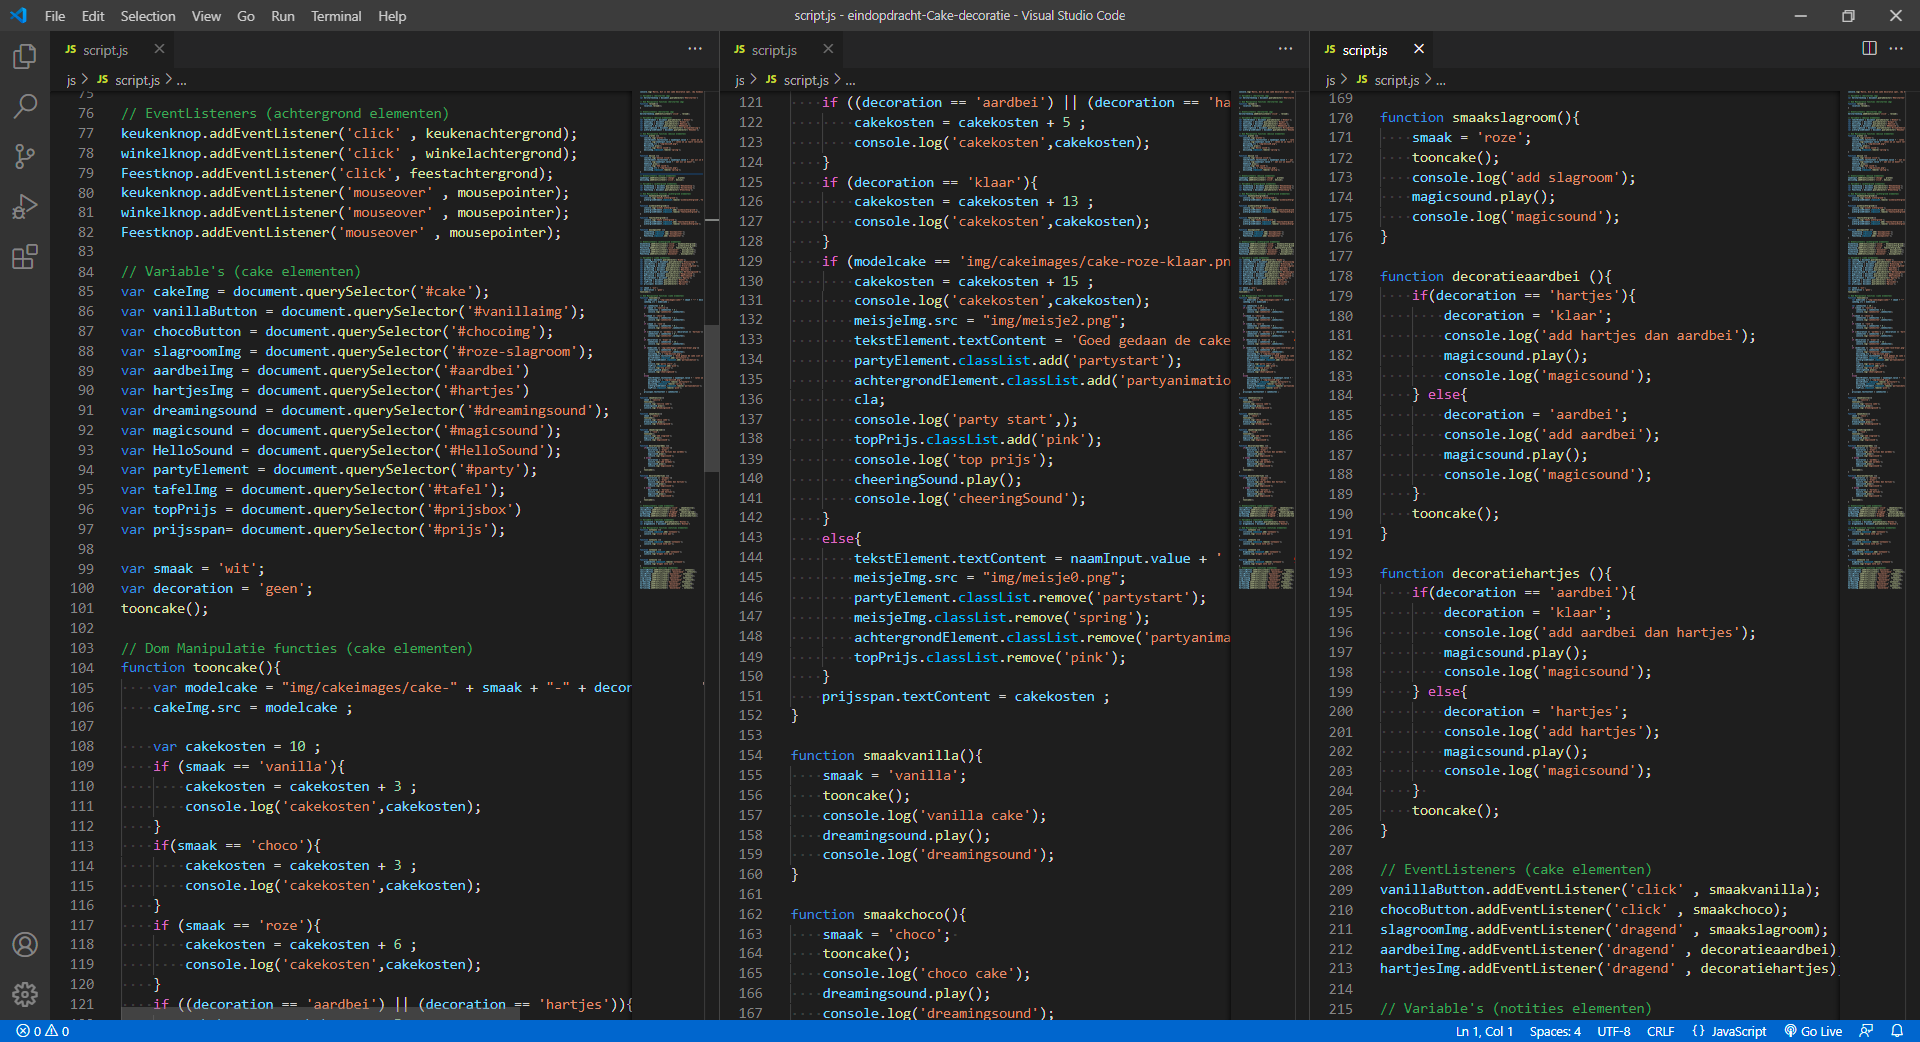 File Edit Selection View Go Run Terminal Help
script.js - eindopdracht-Cake-decoratie - Visual Studio Code
JS script.js
js > JS script.js > ...
75
76 // EventListeners (achtergrond elementen)
77 keukenknop.addEventListener('click' , keukenachtergrond);
78 winkelknop.addEventListener('click' , winkelachtergrond);
79 Feestknop.addEventListener('click', feestachtergrond);
80 keukenknop.addEventListener('mouseover' , mousepointer);
81 winkelknop.addEventListener('mouseover' , mousepointer);
82 Feestknop.addEventListener('mouseover' , mousepointer);
83
84 // Variable's (cake elementen)
85 var cakeImg = document.querySelector('#cake');
86 var vanillaButton = document.querySelector('#vanillaimg');
87 var chocoButton = document.querySelector('#chocoimg');
88 var slagroomImg = document.querySelector('#roze-slagroom');
89 var aardbeiImg = document.querySelector('#aardbei')
90 var hartjesImg = document.querySelector('#hartjes')
91 var dreamingsound = document.querySelector('#dreamingsound');
92 var magicsound = document.querySelector('#magicsound');
93 var HelloSound = document.querySelector('#HelloSound');
94 var partyElement = document.querySelector('#party');
95 var tafelImg = document.querySelector('#tafel');
96 var topPrijs = document.querySelector('#prijsbox')
97 var prijsspan= document.querySelector('#prijs');
98
99 var smaak = 'wit';
100 var decoration = 'geen';
101 tooncake();
102
103 // Dom Manipulatie functies (cake elementen)
104 function tooncake(){
105 var modelcake = "img/cakeimages/cake-" + smaak + "-" + decor
106 cakeImg.src = modelcake ;
107
108 var cakekosten = 10 ;
109 if (smaak == 'vanilla'){
110 cakekosten = cakekosten + 3 ;
111 console.log('cakekosten',cakekosten);
112 }
113 if(smaak == 'choco'){
114 cakekosten = cakekosten + 3 ;
115 console.log('cakekosten',cakekosten);
116 }
117 if (smaak == 'roze'){
118 cakekosten = cakekosten + 6 ;
119 console.log('cakekosten',cakekosten);
120 }
121 if ((decoration == 'aardbei') || (decoration == 'hartjes')){
JS script.js
js > JS script.js > ...
121 if ((decoration == 'aardbei') || (decoration == 'ha
122 cakekosten = cakekosten + 5 ;
123 console.log('cakekosten',cakekosten);
124 }
125 if (decoration == 'klaar'){
126 cakekosten = cakekosten + 13 ;
127 console.log('cakekosten',cakekosten);
128 }
129 if (modelcake == 'img/cakeimages/cake-roze-klaar.pn
130 cakekosten = cakekosten + 15 ;
131 console.log('cakekosten',cakekosten);
132 meisjeImg.src = "img/meisje2.png";
133 tekstElement.textContent = 'Goed gedaan de cake
134 partyElement.classList.add('partystart');
135 achtergrondElement.classList.add('partyanimatio
136 cla;
137 console.log('party start',);
138 topPrijs.classList.add('pink');
139 console.log('top prijs');
140 cheeringSound.play();
141 console.log('cheeringSound');
142 }
143 else{
144 tekstElement.textContent = naamInput.value + '
145 meisjeImg.src = "img/meisje0.png";
146 partyElement.classList.remove('partystart');
147 meisjeImg.classList.remove('spring');
148 achtergrondElement.classList.remove('partyanima
149 topPrijs.classList.remove('pink');
150 }
151 prijsspan.textContent = cakekosten ;
152 }
153
154 function smaakvanilla(){
155 smaak = 'vanilla';
156 tooncake();
157 console.log('vanilla cake');
158 dreamingsound.play();
159 console.log('dreamingsound');
160 }
161
162 function smaakchoco(){
163 smaak = 'choco';
164 tooncake();
165 console.log('choco cake');
166 dreamingsound.play();
167 console.log('dreamingsound');
JS script.js
js > JS script.js > ...
169
170 function smaakslagroom(){
171 smaak = 'roze';
172 tooncake();
173 console.log('add slagroom');
174 magicsound.play();
175 console.log('magicsound');
176 }
177
178 function decoratieaardbei (){
179 if(decoration == 'hartjes'){
180 decoration = 'klaar';
181 console.log('add hartjes dan aardbei');
182 magicsound.play();
183 console.log('magicsound');
184 } else{
185 decoration = 'aardbei';
186 console.log('add aardbei');
187 magicsound.play();
188 console.log('magicsound');
189 }
190 tooncake();
191 }
192
193 function decoratiehartjes (){
194 if(decoration == 'aardbei'){
195 decoration = 'klaar';
196 console.log('add aardbei dan hartjes');
197 magicsound.play();
198 console.log('magicsound');
199 } else{
200 decoration = 'hartjes';
201 console.log('add hartjes');
202 magicsound.play();
203 console.log('magicsound');
204 }
205 tooncake();
206 }
207
208 // EventListeners (cake elementen)
209 vanillaButton.addEventListener('click' , smaakvanilla);
210 chocoButton.addEventListener('click' , smaakchoco);
211 slagroomImg.addEventListener('dragend' , smaakslagroom);
212 aardbeiImg.addEventListener('dragend' , decoratieaardbei)
213 hartjesImg.addEventListener('dragend' , decoratiehartjes)
214
215 // Variable's (notities elementen)
0 0
Ln 1, Col 1 Spaces: 4 UTF-8 CRLF {} JavaScript Go Live